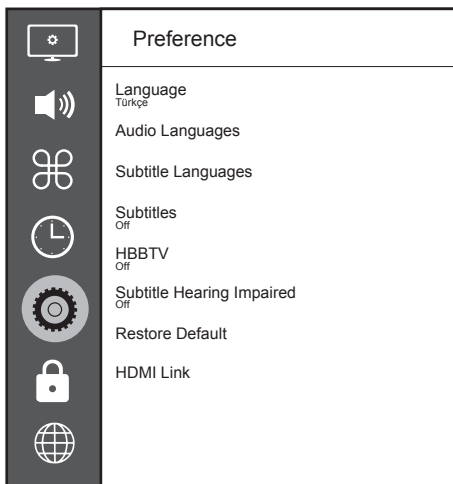 Preference
Language
Türkçe
Audio Languages
Subtitle Languages
Subtitles
Off
HBBTV
Off
Subtitle Hearing Impaired
Off
Restore Default
HDMI Link